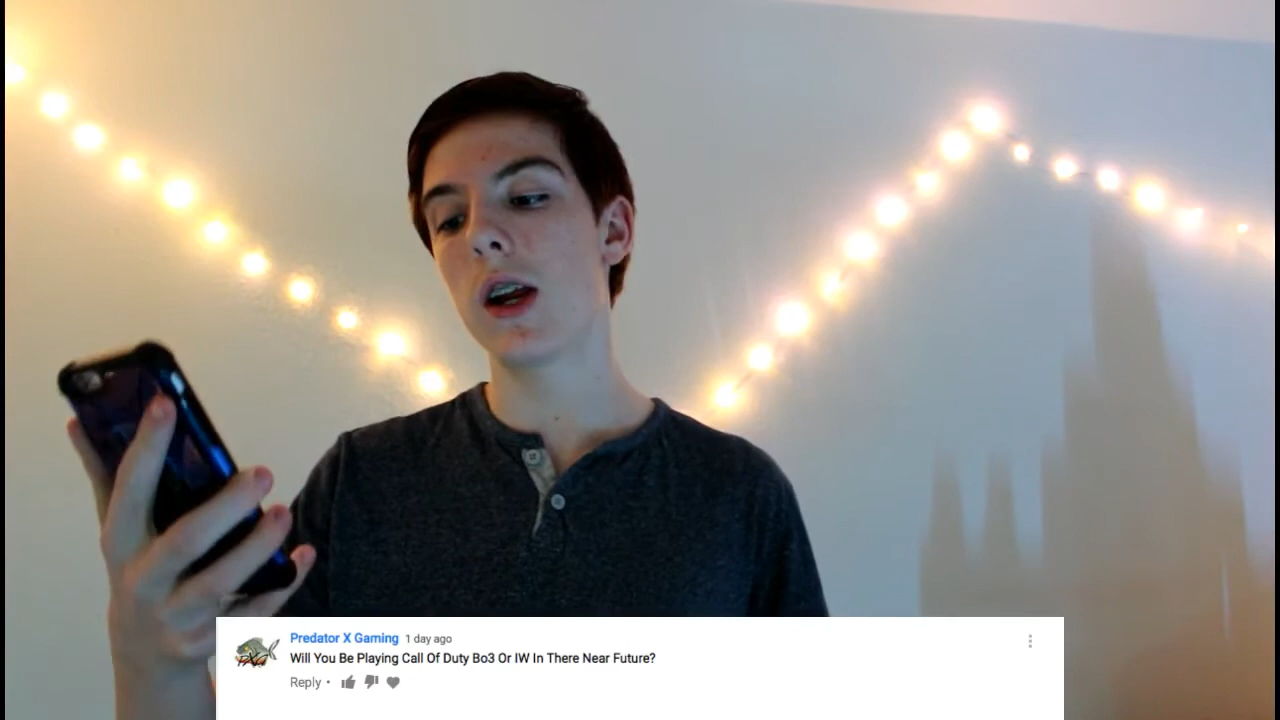 Predator X Gaming 1 day ago
Will You Be Playing Call Of Duty Bo3 Or IW In There Near Future?
Reply •